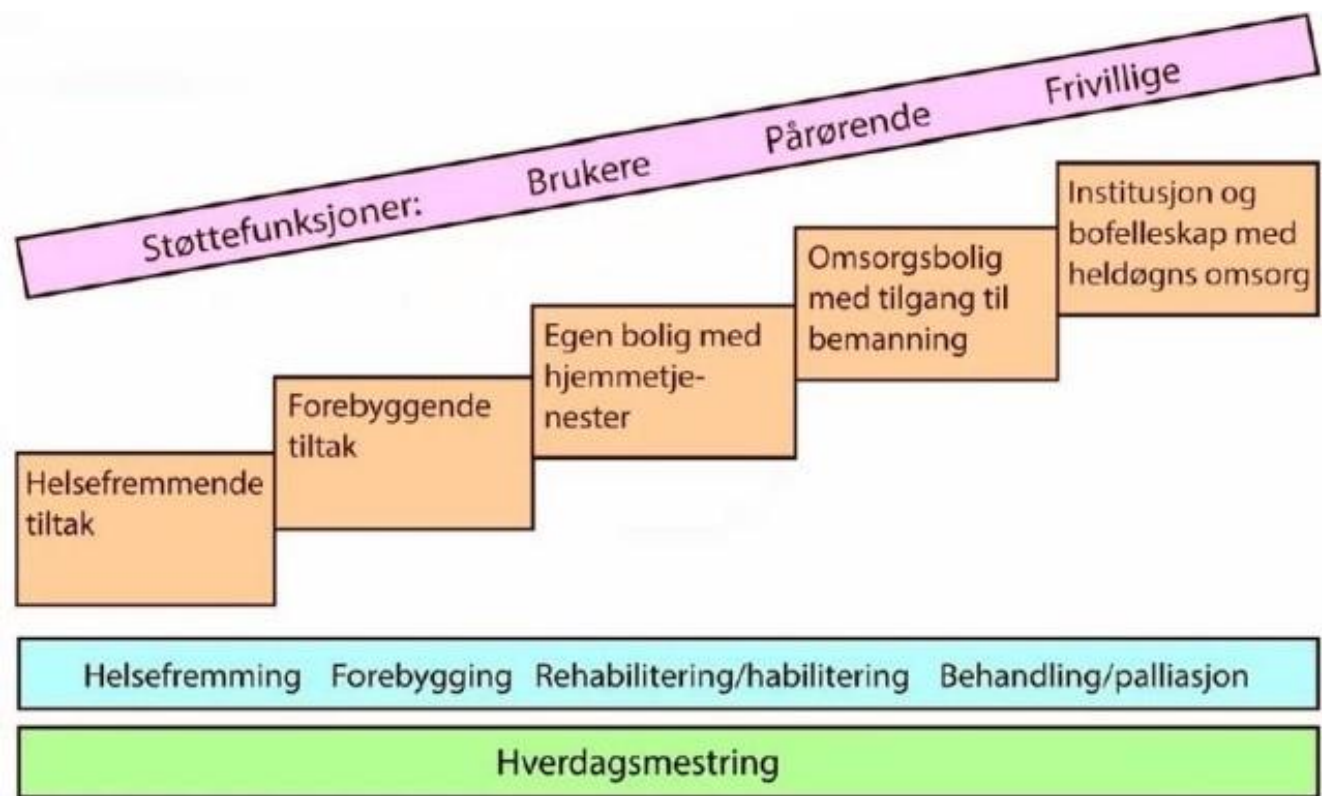 Støttefunksjoner: Brukere Pårørende Frivillige
Institusjon og
bofelleskap med
heldøgns omsorg
Omsorgsbolig
med tilgang til
bemanning
Egen bolig med
hjemmetje-
nester
Forebyggende
tiltak
Helsefremmende
tiltak
Helsefremming Forebygging Rehabilitering/habilitering Behandling/palliasjon
Hverdagsmestring